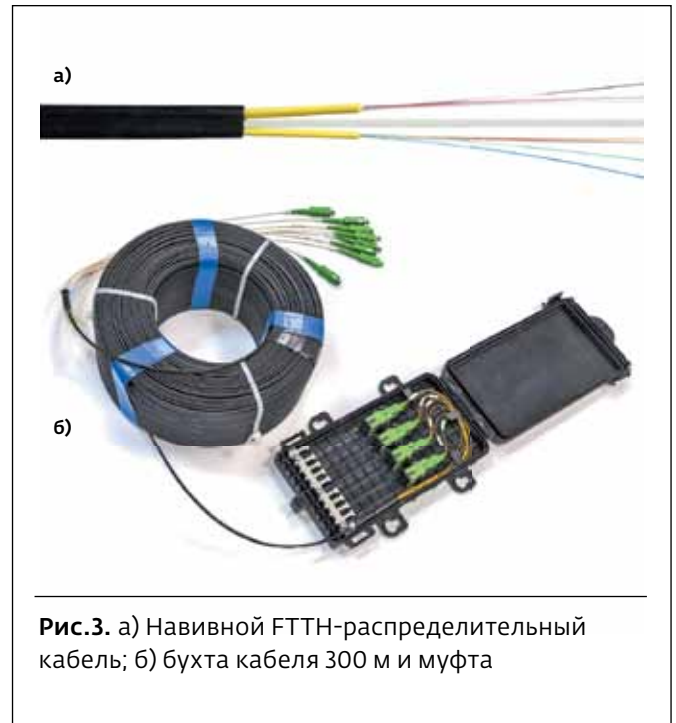 а)
б)
Рис.3. а) Навивной FTTH-распределительный
кабель; б) бухта кабеля 300 м и муфта